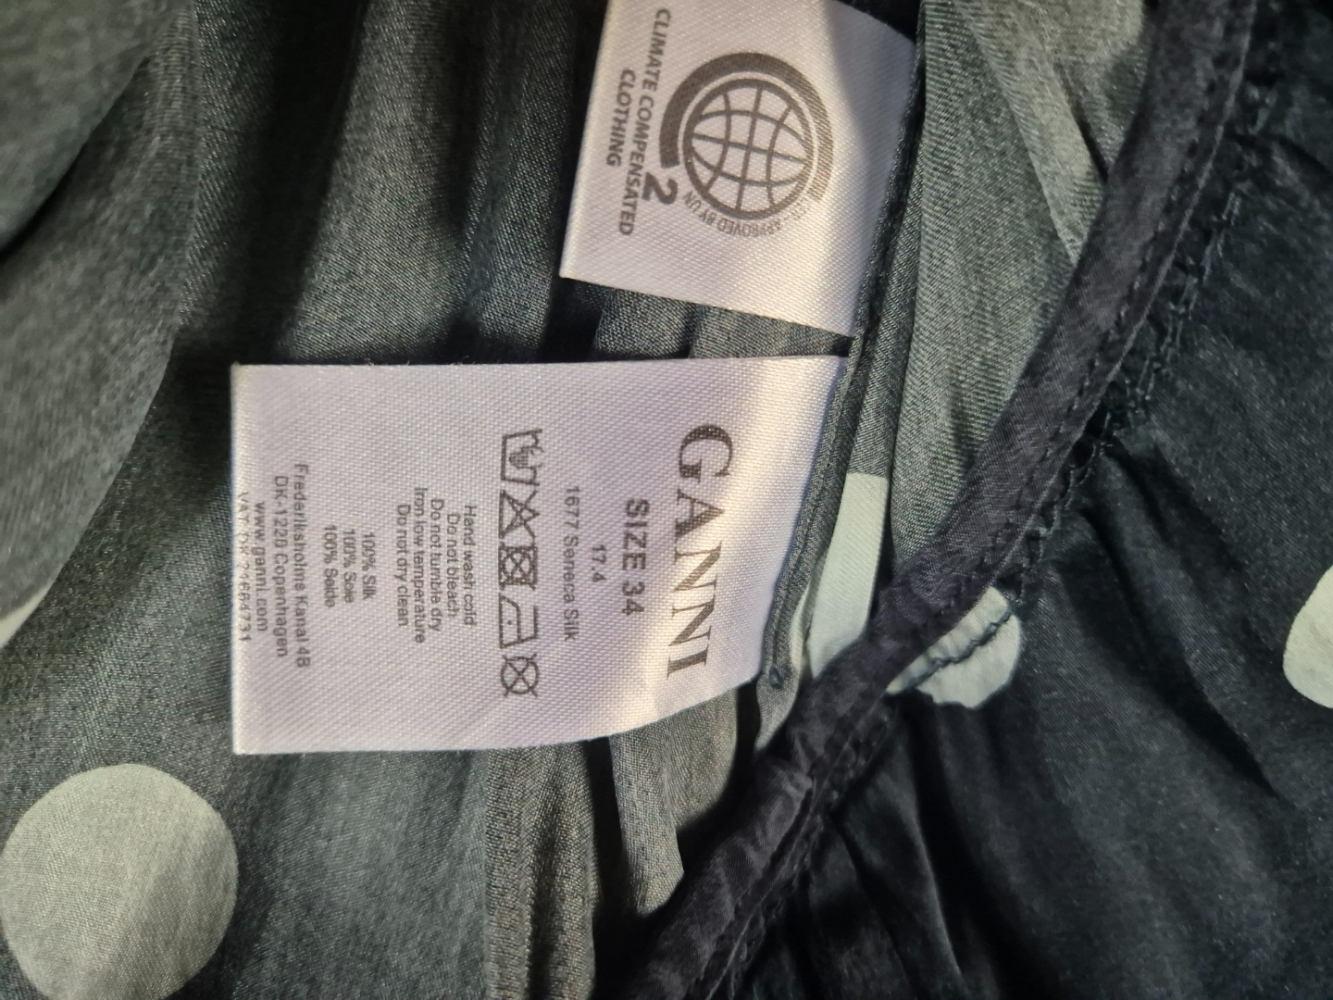 CLIMATE COMPENSATED
CLOTHING
2
APPROVED BY UN
GANNI
SIZE 34
17.4
1677 Seneca Silk
Hand wash cold
Do not bleach
Do not tumble dry
Iron low temperature
Do not dry clean
100% Silk
100% Soie
100% Seide
Frederiksholms Kanal 4B
DK-1220 Copenhagen
www.ganni.com